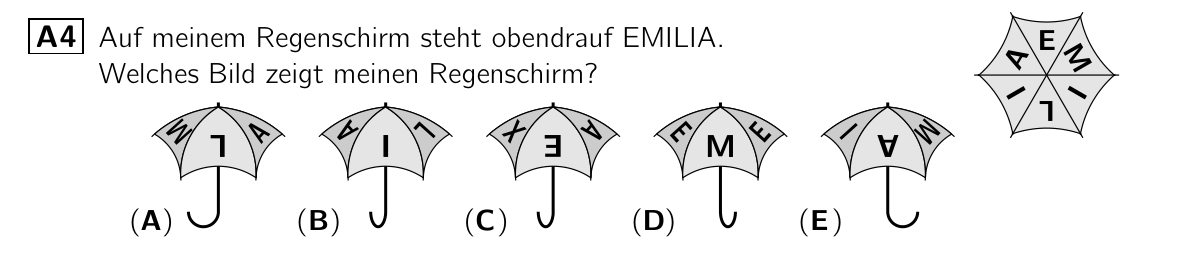 A4 Auf meinem Regenschirm steht obendrauf EMILIA.
Welches Bild zeigt meinen Regenschirm?
E M I L I A
M L A
A I L
X E A
E M E
I A M
(A) (B) (C) (D) (E)